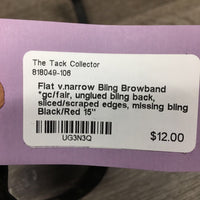 The Tack Collector
818049-106
Flat v.narrow Bling Browband
*gc/fair, unglued bling back,
sliced/scraped edges, missing bling
Black/Red 15"
UG3N3Q
$12.00